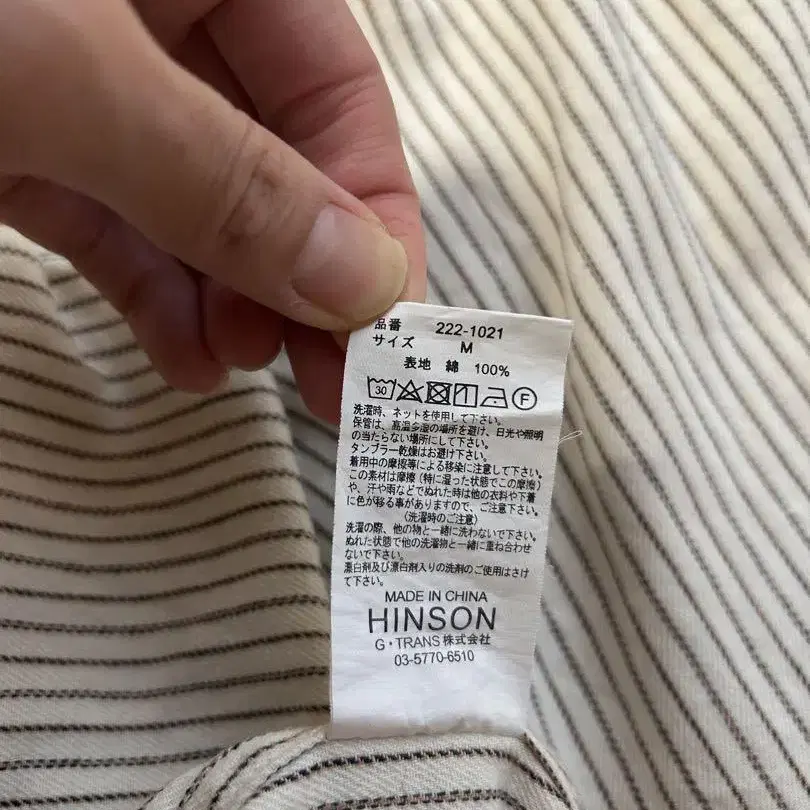 品番 222-1021
サイズ M
表地 綿 100%
30 F
洗濯時、ネットを使用して下さい。
保管は、高温多湿の場所を避け、日光や照明
の当たらない場所にして下さい。
タンブラー乾燥はお避け下さい。
着用中の摩擦等による移染に注意して下さい。
この素材は摩擦(特に湿った状態でこの摩擦)
や、汗や雨などでぬれた時は他の衣料や下着
に色が移る事がありますので、ご注意下さい。
(洗濯時のご注意)
洗濯の際、他の物と一緒に洗わないで下さい。
ぬれた状態で他の洗濯物と一緒に重ね合わせ
ないで下さい。
漂白剤及び漂白剤入りの洗剤のご使用はさけ
て下さい。
MADE IN CHINA
HINSON
G・TRANS株式会社
03-5770-6510